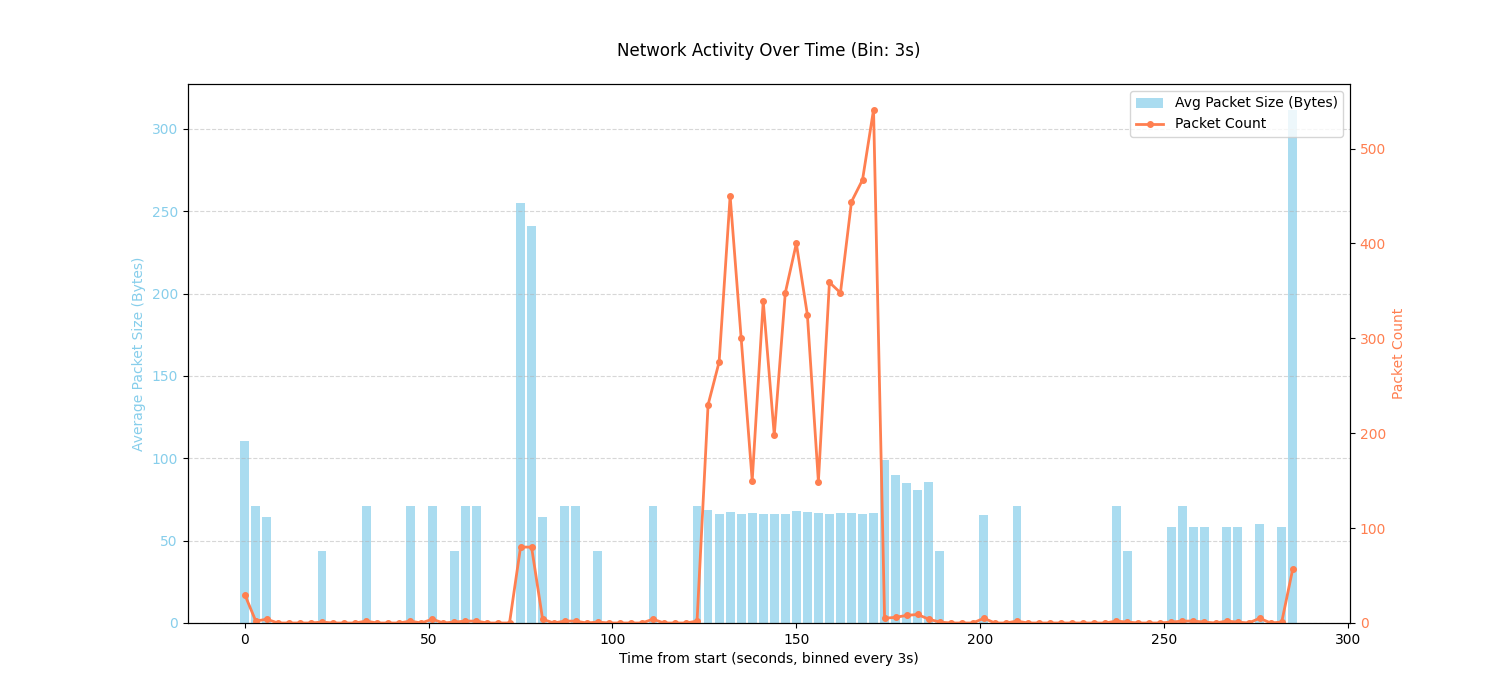 Network Activity Over Time (Bin: 3s)
Avg Packet Size (Bytes)
Packet Count
Average Packet Size (Bytes)
300
250
200
150
100
50
0
500
400
300
200
100
0
Packet Count
0 50 100 150 200 250 300
Time from start (seconds, binned every 3s)